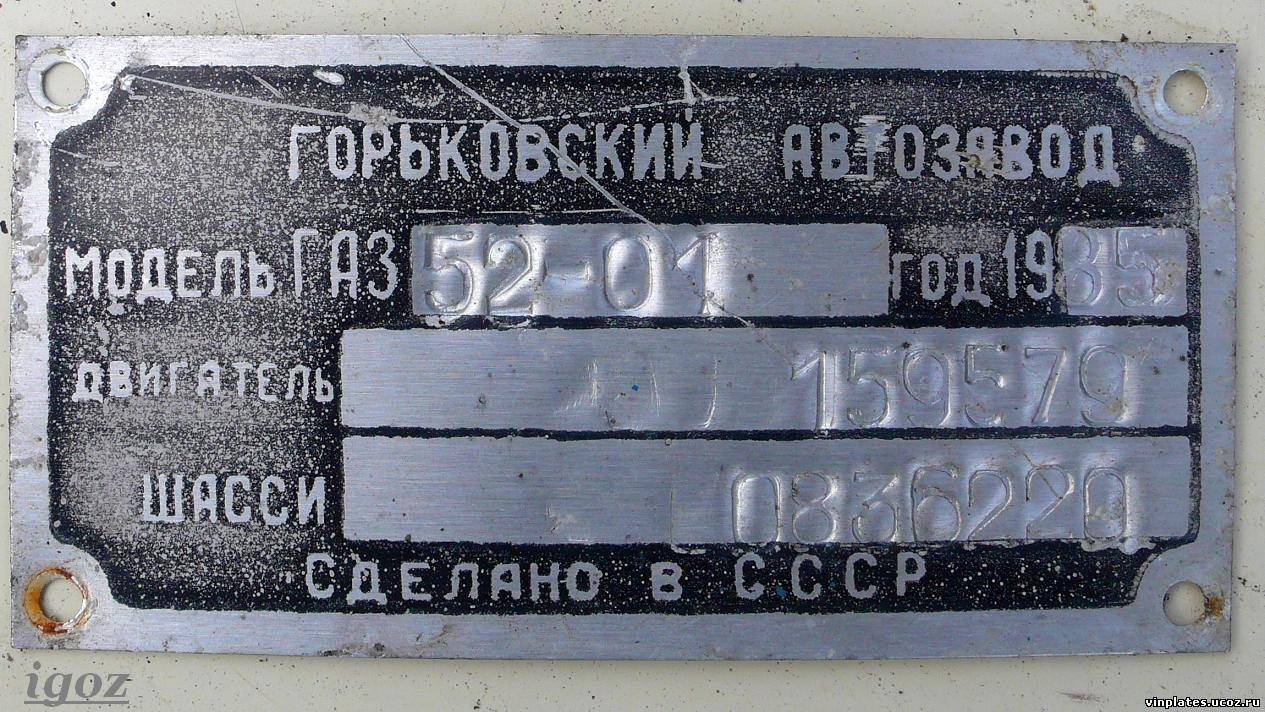 ГОРЬКОВСКИЙ АВТОЗАВОД
МОДЕЛЬ ГАЗ 52-01 ГОД 1985
ДВИГАТЕЛЬ 159579
ШАССИ 0836220
СДЕЛАНО В СССР
igoz
vinplates.ucoz.ru